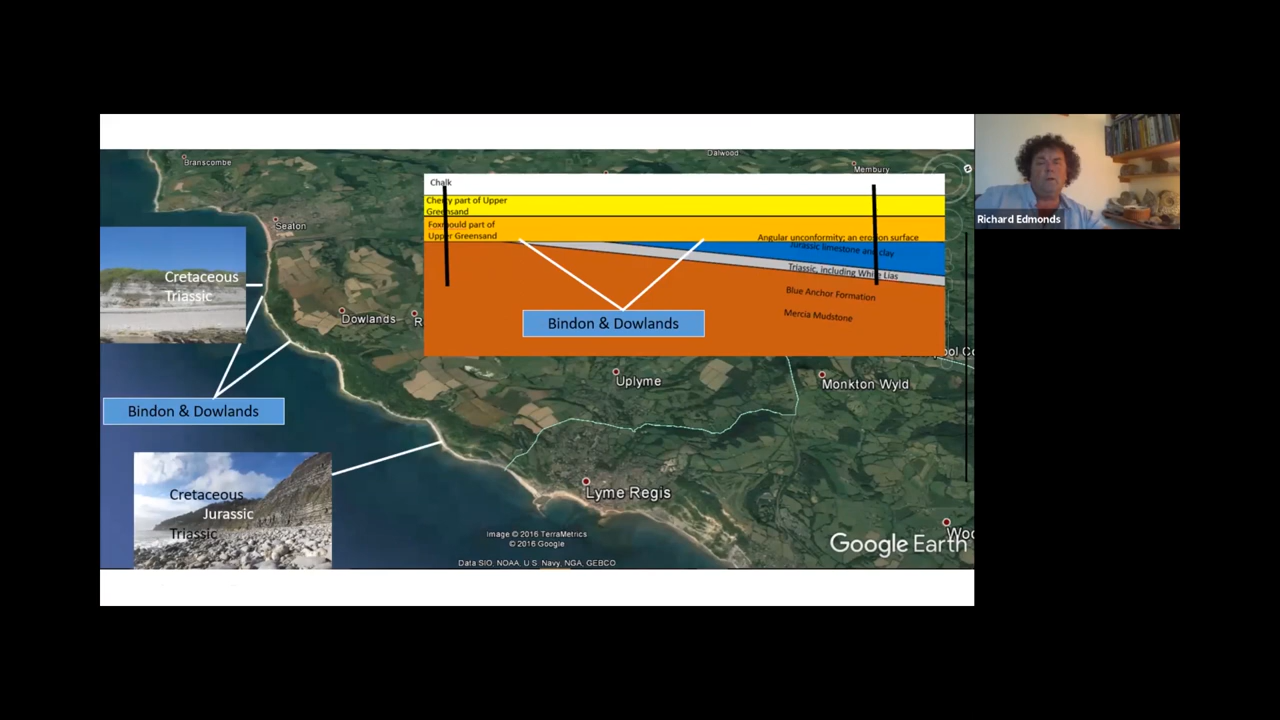 Branscombe
Dalwood
Membury
Seaton
Chalk
Cherty part of Upper
Greensand
Foxmould part of
Upper Greensand
Angular unconformity; an erosion surface
Jurassic limestone and clay
Triassic, including White Lias
Blue Anchor Formation
Mercia Mudstone
Bindon & Dowlands
Richard Edmonds
Cretaceous
Triassic
Dowlands
R
Uplyme
Monkton Wyld
Bindon & Dowlands
Cretaceous
Jurassic
Triassic
Lyme Regis
Image © 2016 TerraMetrics
© 2016 Google
Data SIO, NOAA, U.S. Navy, NGA, GEBCO
Google Earth